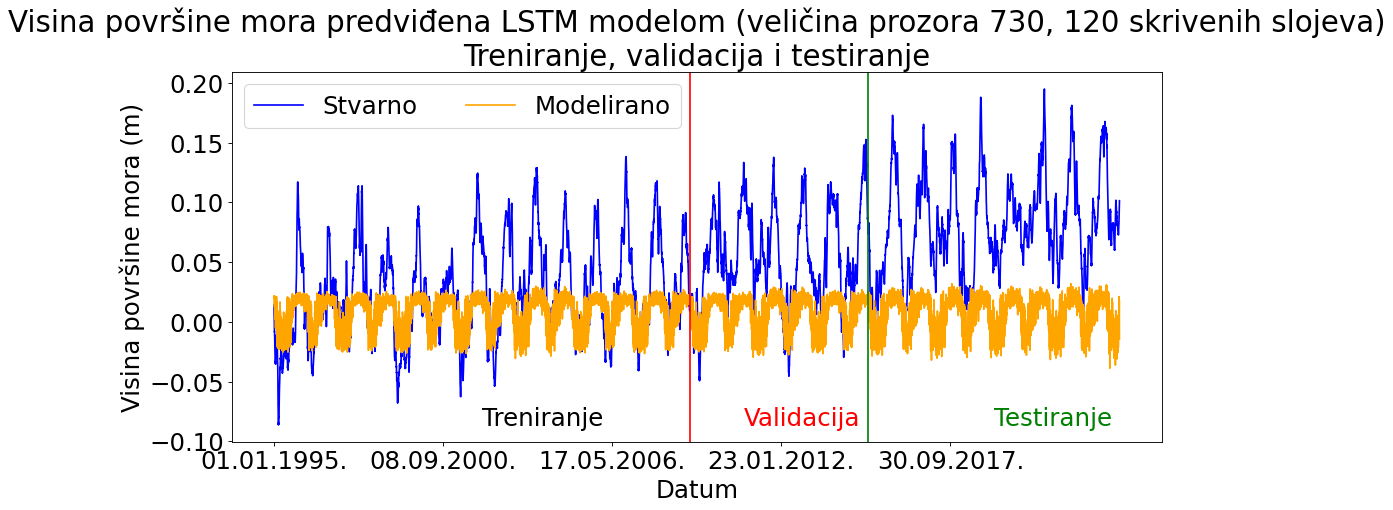 Visina površine mora predviđena LSTM modelom (veličina prozora 730, 120 skrivenih slojeva)
Treniranje, validacija i testiranje
Stvarno
Modelirano
Visina površine mora (m)
0.20
0.15
0.10
0.05
0.00
−0.05
−0.10
Treniranje
Validacija
Testiranje
01.01.1995.
08.09.2000.
17.05.2006.
23.01.2012.
30.09.2017.
Datum